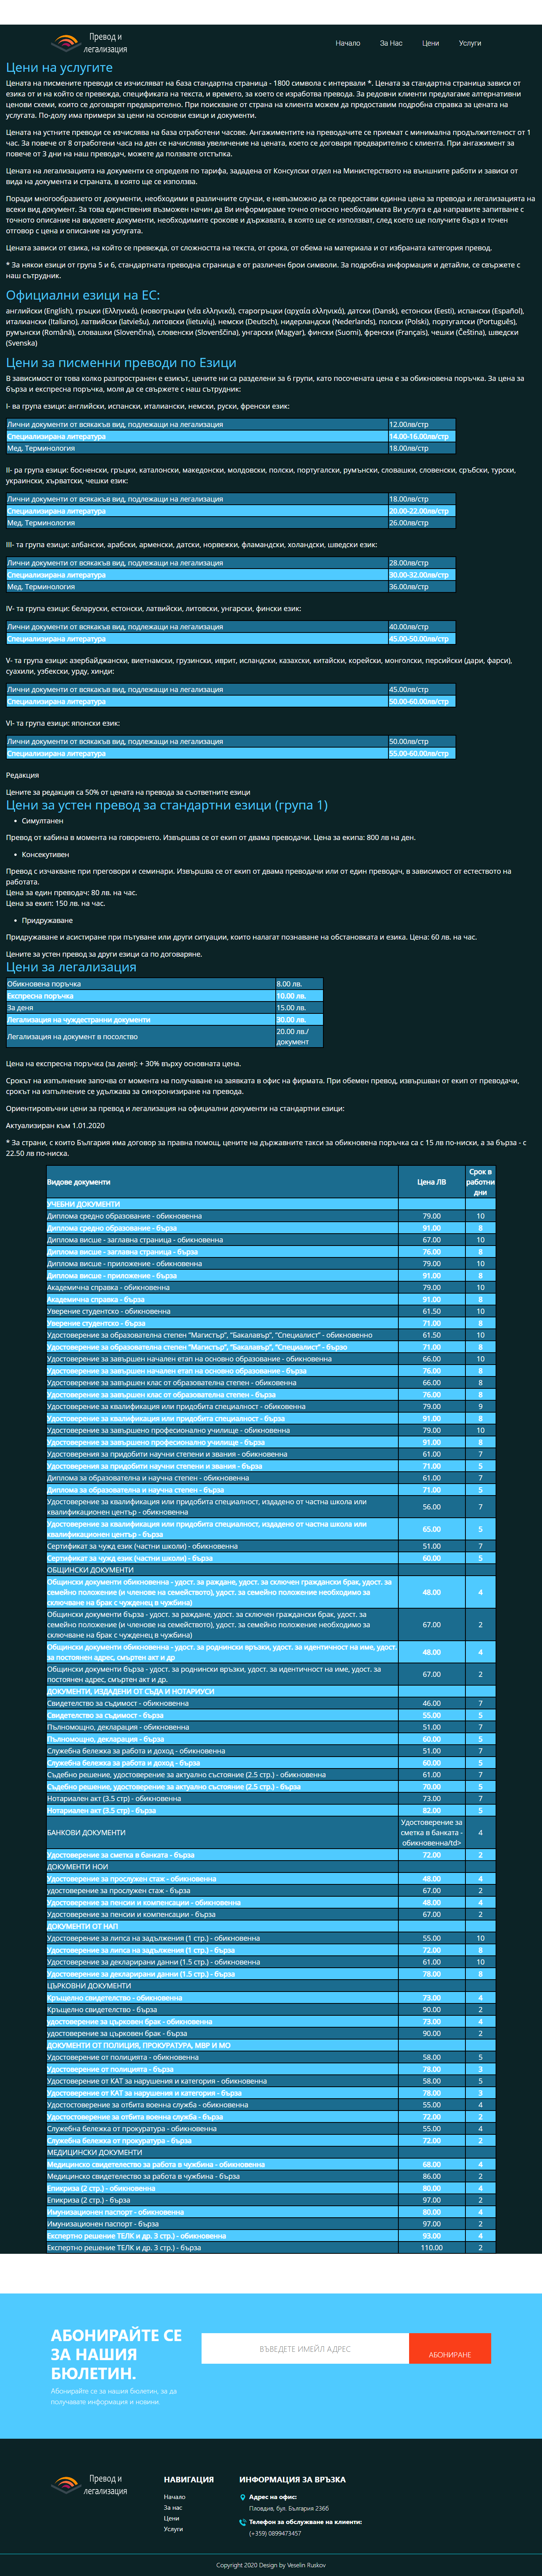 Превод и
легализация
Начало
За Нас
Цени
Услуги
Цени на услугите
Цената на писмените преводи се изчисляват на база стандартна страница - 1800 символа с интервали *. Цената за стандартна страница зависи от
езика от и на който се превежда, спецификата на текста, и времето, за което се изработва превода. За редовни клиенти предлагаме алтернативни
ценови схеми, които се договарят предварително. При поискване от страна на клиента можем да предоставим подробна справка за цената на
услугата. По-долу има примери за цени на основни езици и документи.
Цената на устните преводи се изчислява на база отработени часове. Ангажиментите на преводачите се приемат с минимална продължителност от 1
час. За повече от 8 отработени часа на ден се начислява увеличение на цената, което се договаря предварително с клиента. При ангажимент за
повече от 3 дни на наш преводач, можете да ползвате отстъпка.
Цената на легализацията на документи се определя по тарифа, зададена от Консулски отдел на Министерството на външните работи и зависи от
вида на документа и страната, в която ще се използва.
Поради многообразието от документи, необходими в различните случаи, е невъзможно да се предостави единна цена за превода и легализацията на
всеки вид документ. За това единствения възможен начин да Ви информираме точно относно необходимата Ви услуга е да направите запитване с
точното описание на видовете документи, необходимите срокове и държавата, в която ще се използват, след което ще получите бърз и точен
отговор с цена и описание на услугата.
Цената зависи от езика, на който се превежда, от сложността на текста, от срока, от обема на материала и от избраната категория превод.
* За някои езици от група 5 и 6, стандартната преводна страница е от различен брои символи. За подробна информация и детайли, се свържете с
наш сътрудник.
Официални езици на ЕС:
английски (English), гръцки (Ελληνικά), (новогръцки (νέα ελληνικά), старогръцки (αρχαία ελληνικά), датски (Dansk), естонски (Eesti), испански (Español),
италиански (Italiano), латвийски (latviešu), литовски (lietuvių), немски (Deutsch), нидерландски (Nederlands), полски (Polski), португалски (Português),
румънски (Română), словашки (Slovenčina), словенски (Slovenščina), унгарски (Magyar), фински (Suomi), френски (Français), чешки (Čeština), шведски
(Svenska)
Цени за писменни преводи по Езици
В зависимост от това колко разпространен е езикът, цените ни са разделени за 6 групи, като посочената цена е за обикновена поръчка. За цена за
бърза и експресна поръчка, моля да се свържете с наш сътрудник:
I- ва група езици: английски, испански, италиански, немски, руски, френски език:
Лични документи от всякакъв вид, подлежащи на легализация 12.00лв/стр
Специализирана литература 14.00-16.00лв/стр
Мед. Терминология 18.00лв/стр
II- ра група езици: босненски, гръцки, каталонски, македонски, молдовски, полски, португалски, румънски, словашки, словенски, сръбски, турски,
украински, хърватски, чешки език:
Лични документи от всякакъв вид, подлежащи на легализация 18.00лв/стр
Специализирана литература 20.00-22.00лв/стр
Мед. Терминология 26.00лв/стр
III- та група езици: албански, арабски, арменски, датски, норвежки, фламандски, холандски, шведски език:
Лични документи от всякакъв вид, подлежащи на легализация 28.00лв/стр
Специализирана литература 30.00-32.00лв/стр
Мед. Терминология 36.00лв/стр
IV- та група езици: беларуски, естонски, латвийски, литовски, унгарски, фински език:
Лични документи от всякакъв вид, подлежащи на легализация 40.00лв/стр
Специализирана литература 45.00-50.00лв/стр
V- та група езици: азербайджански, виетнамски, грузински, иврит, исландски, казахски, китайски, корейски, монголски, персийски (дари, фарси),
суахили, узбекски, урду, хинди:
Лични документи от всякакъв вид, подлежащи на легализация 45.00лв/стр
Специализирана литература 50.00-60.00лв/стр
VI- та група езици: японски език:
Лични документи от всякакъв вид, подлежащи на легализация 50.00лв/стр
Специализирана литература 55.00-60.00лв/стр
Редакция
Цените за редакция са 50% от цената на превода за съответните езици
Цени за устен превод за стандартни езици (група 1)
• Симултанен
Превод от кабина в момента на говоренето. Извършва се от екип от двама преводачи. Цена за екипа: 800 лв на ден.
• Консекутивен
Превод с изчакване при преговори и семинари. Извършва се от екип от двама преводачи или от един преводач, в зависимост от естеството на
работата.
Цена за един преводач: 80 лв. на час.
Цена за екип: 150 лв. на час.
• Придружаване
Придружаване и асистиране при пътуване или други ситуации, които налагат познаване на обстановката и езика. Цена: 60 лв. на час.
Цените за устен превод за други езици са по договаряне.
Цени за легализация
Обикновена поръчка 8.00 лв.
Експресна поръчка 10.00 лв.
За деня 15.00 лв.
Легализация на чуждестранни документи 30.00 лв.
Легализация на документ в посолство 20.00 лв./
документ
Цена на експресна поръчка (за деня): + 30% върху основната цена.
Срокът на изпълнение започва от момента на получаване на заявката в офис на фирмата. При обемен превод, извършван от екип от преводачи,
срокът на изпълнение се удължава за синхронизиране на превода.
Ориентировъчни цени за превод и легализация на официални документи на стандартни езици:
Актуализиран към 1.01.2020
* За страни, с които България има договор за правна помощ, цените на държавните такси за обикновена поръчка са с 15 лв по-ниски, а за бърза - с
22.50 лв по-ниска.
Видове документи Цена ЛВ Срок в
работни
дни
УЧЕБНИ ДОКУМЕНТИ
Диплома средно образование - обикновенна 79.00 10
Диплома средно образование - бърза 91.00 8
Диплома висше - заглавна страница - обикновенна 67.00 10
Диплома висше - заглавна страница - бърза 76.00 8
Диплома висше - приложение - обикновенна 79.00 10
Диплома висше - приложение - бърза 91.00 8
Академична справка - обикновенна 79.00 10
Академична справка - бърза 91.00 8
Уверение студентско - обикновенна 61.50 10
Уверение студентско - бърза 71.00 8
Удостоверение за образователна степен “Магистър”, “Бакалавър”, “Специалист” - обикновенно 61.50 10
Удостоверение за образователна степен “Магистър”, “Бакалавър”, “Специалист” - бързо 71.00 8
Удостоверение за завършен начален етап на основно образование - обикновенна 66.00 10
Удостоверение за завършен начален етап на основно образование - бърза 76.00 8
Удостоверение за завършен клас от образователна степен - обиковенна 66.00 8
Удостоверение за завършен клас от образователна степен - бърза 76.00 8
Удостоверение за квалификация или придобита специалност - обиковенна 79.00 9
Удостоверение за квалификация или придобита специалност - бърза 91.00 8
Удостоверение за завършено професионално училище - обикновенна 79.00 10
Удостоверение за завършено професионално училище - бърза 91.00 8
Удостоверения за придобити научни степени и звания - обикновенна 61.00 7
Удостоверения за придобити научни степени и звания - бърза 71.00 5
Диплома за образователна и научна степен - обикновенна 61.00 7
Диплома за образователна и научна степен - бърза 71.00 5
Удостоверение за квалификация или придобита специалност, издадено от частна школа или
квалификационен център - обикновенна 56.00 7
Удостоверение за квалификация или придобита специалност, издадено от частна школа или
квалификационен център - бърза 65.00 5
Сертификат за чужд език (частни школи) - обикновенна 51.00 7
Сертификат за чужд език (частни школи) - бърза 60.00 5
ОБЩИНСКИ ДОКУМЕНТИ
Общински документи обикновенна - удост. за раждане, удост. за сключен граждански брак, удост. за
семейно положение (и членове на семейството), удост. за семейно положение необходимо за
сключване на брак с чужденец в чужбина) 48.00 4
Общински документи бърза - удост. за раждане, удост. за сключен граждански брак, удост. за
семейно положение (и членове на семейството), удост. за семейно положение необходимо за
сключване на брак с чужденец в чужбина) 67.00 2
Общински документи обикновенна - удост. за роднински връзки, удост. за идентичност на име, удост.
за постоянен адрес, смъртен акт и др 48.00 4
Общински документи бърза - удост. за роднински връзки, удост. за идентичност на име, удост. за
постоянен адрес, смъртен акт и др. 67.00 2
ДОКУМЕНТИ, ИЗДАДЕНИ ОТ СЪДА И НОТАРИУСИ
Свидетелство за съдимост - обикновенна 46.00 7
Свидетелство за съдимост - бърза 55.00 5
Пълномощно, декларация - обикновенна 51.00 7
Пълномощно, декларация - бърза 60.00 5
Служебна бележка за работа и доход - обикновенна 51.00 7
Служебна бележка за работа и доход - бърза 60.00 5
Съдебно решение, удостоверение за актуално състояние (2.5 стр.) - обикновенна 61.00 7
Съдебно решение, удостоверение за актуално състояние (2.5 стр.) - бърза 70.00 5
Нотариален акт (3.5 стр) - обикновенна 73.00 7
Нотариален акт (3.5 стр) - бърза 82.00 5
БАНКОВИ ДОКУМЕНТИ Удостоверение за
сметка в банката -
обикновенна/td> 4
Удостоверение за сметка в банката - бърза 72.00 2
ДОКУМЕНТИ НОИ
Удостоверение за прослужен стаж - обикновенна 48.00 4
удостоверение за прослужен стаж - бърза 67.00 2
Удостоверение за пенсии и компенсации - обикновенна 48.00 4
Удостоверение за пенсии и компенсации - бърза 67.00 2
ДОКУМЕНТИ ОТ НАП
Удостоверение за липса на задължения (1 стр.) - обикновенна 55.00 10
Удостоверение за липса на задължения (1 стр.) - бърза 72.00 8
Удостоверение за декларирани данни (1.5 стр.) - обикновенна 61.00 10
Удостоверение за декларирани данни (1.5 стр.) - бърза 78.00 8
ЦЪРКОВНИ ДОКУМЕНТИ
Кръщелно свидетелство - обикновенна 73.00 4
Кръщелно свидетелство - бърза 90.00 2
удостоверение за църковен брак - обикновенна 73.00 4
удостоверение за църковен брак - бърза 90.00 2
ДОКУМЕНТИ ОТ ПОЛИЦИЯ, ПРОКУРАТУРА, МВР И МО
Удостоверение от полицията - обикновенна 58.00 5
Удостоверение от полицията - бърза 78.00 3
Удостоверение от КАТ за нарушения и категория - обикновенна 58.00 5
Удостоверение от КАТ за нарушения и категория - бърза 78.00 3
Удостостоверение за отбита военна служба - обикновенна 55.00 4
Удостостоверение за отбита военна служба - бърза 72.00 2
Служебна бележка от прокуратура - обикновенна 55.00 4
Служебна бележка от прокуратура - бърза 72.00 2
МЕДИЦИНСКИ ДОКУМЕНТИ
Медицинско свидетелество за работа в чужбина - обикновенна 68.00 4
Медицинско свидетелество за работа в чужбина - бърза 86.00 2
Епикриза (2 стр.) - обикновенна 80.00 4
Епикриза (2 стр.) - бърза 97.00 2
Имунизационен паспорт - обикновенна 80.00 4
Имунизационен паспорт - бърза 97.00 2
Експертно решение ТЕЛК и др. 3 стр.) - обикновенна 93.00 4
Експертно решение ТЕЛК и др. 3 стр.) - бърза 110.00 2
АБОНИРАЙТЕ СЕ
ЗА НАШИЯ
БЮЛЕТИН.
Абонирайте се за нашия бюлетин, за да
получавате информация и новини.
ВЪВЕДЕТЕ ИМЕЙЛ АДРЕС
АБОНИРАНЕ
Превод и
легализация
НАВИГАЦИЯ
Начало
За нас
Цени
Услуги
ИНФОРМАЦИЯ ЗА ВРЪЗКА
Адрес на офис:
Пловдив, бул. България 236б
Телефон за обслужване на клиенти:
(+359) 0899473457
Copyright 2020 Design by Veselin Ruskov